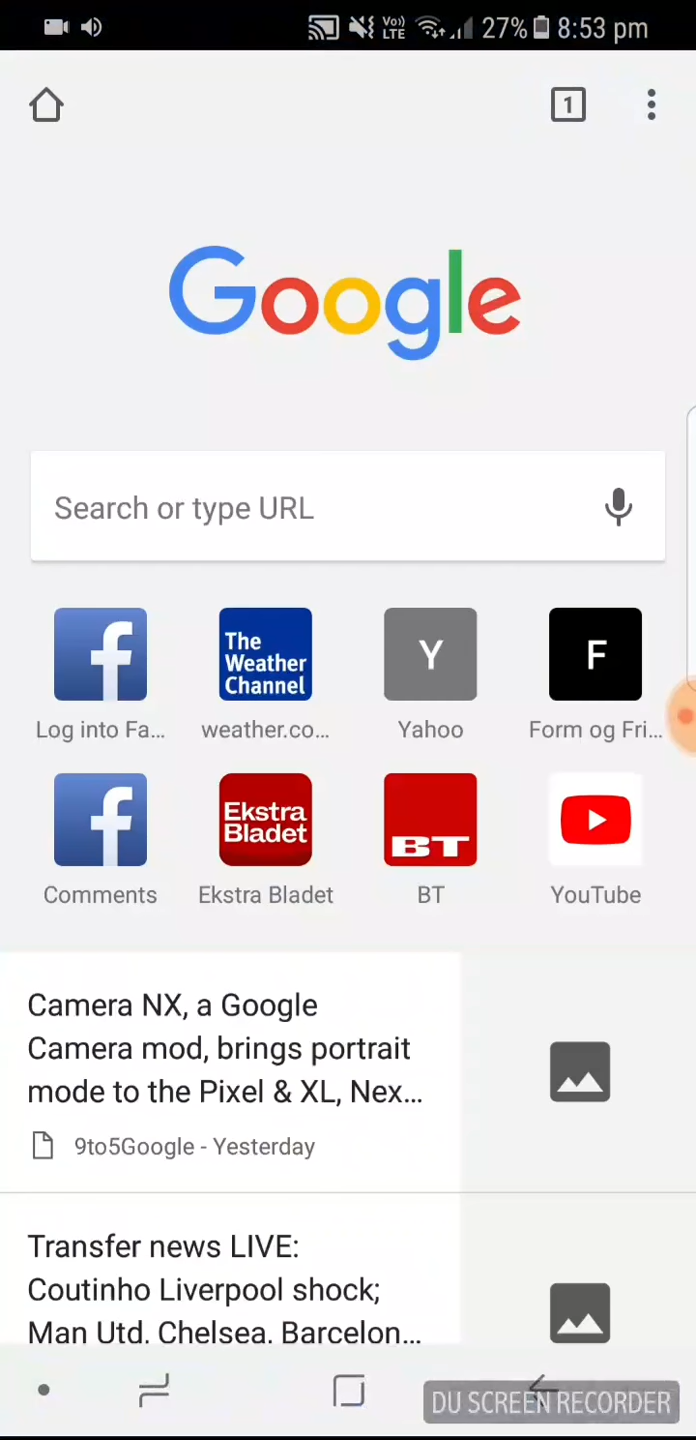 Vo))
LTE
27%
8:53 pm
1
Google
Search or type URL
f
The
Weather
Channel
Y
F
Log into Fa...
weather.co...
Yahoo
Form og Fri...
f
Ekstra
Bladet
BT
Comments
Ekstra Bladet
BT
YouTube
Camera NX, a Google
Camera mod, brings portrait
mode to the Pixel & XL, Nex...
9to5Google - Yesterday
Transfer news LIVE:
Coutinho Liverpool shock;
Man Utd, Chelsea, Barcelon...
DU SCREEN RECORDER